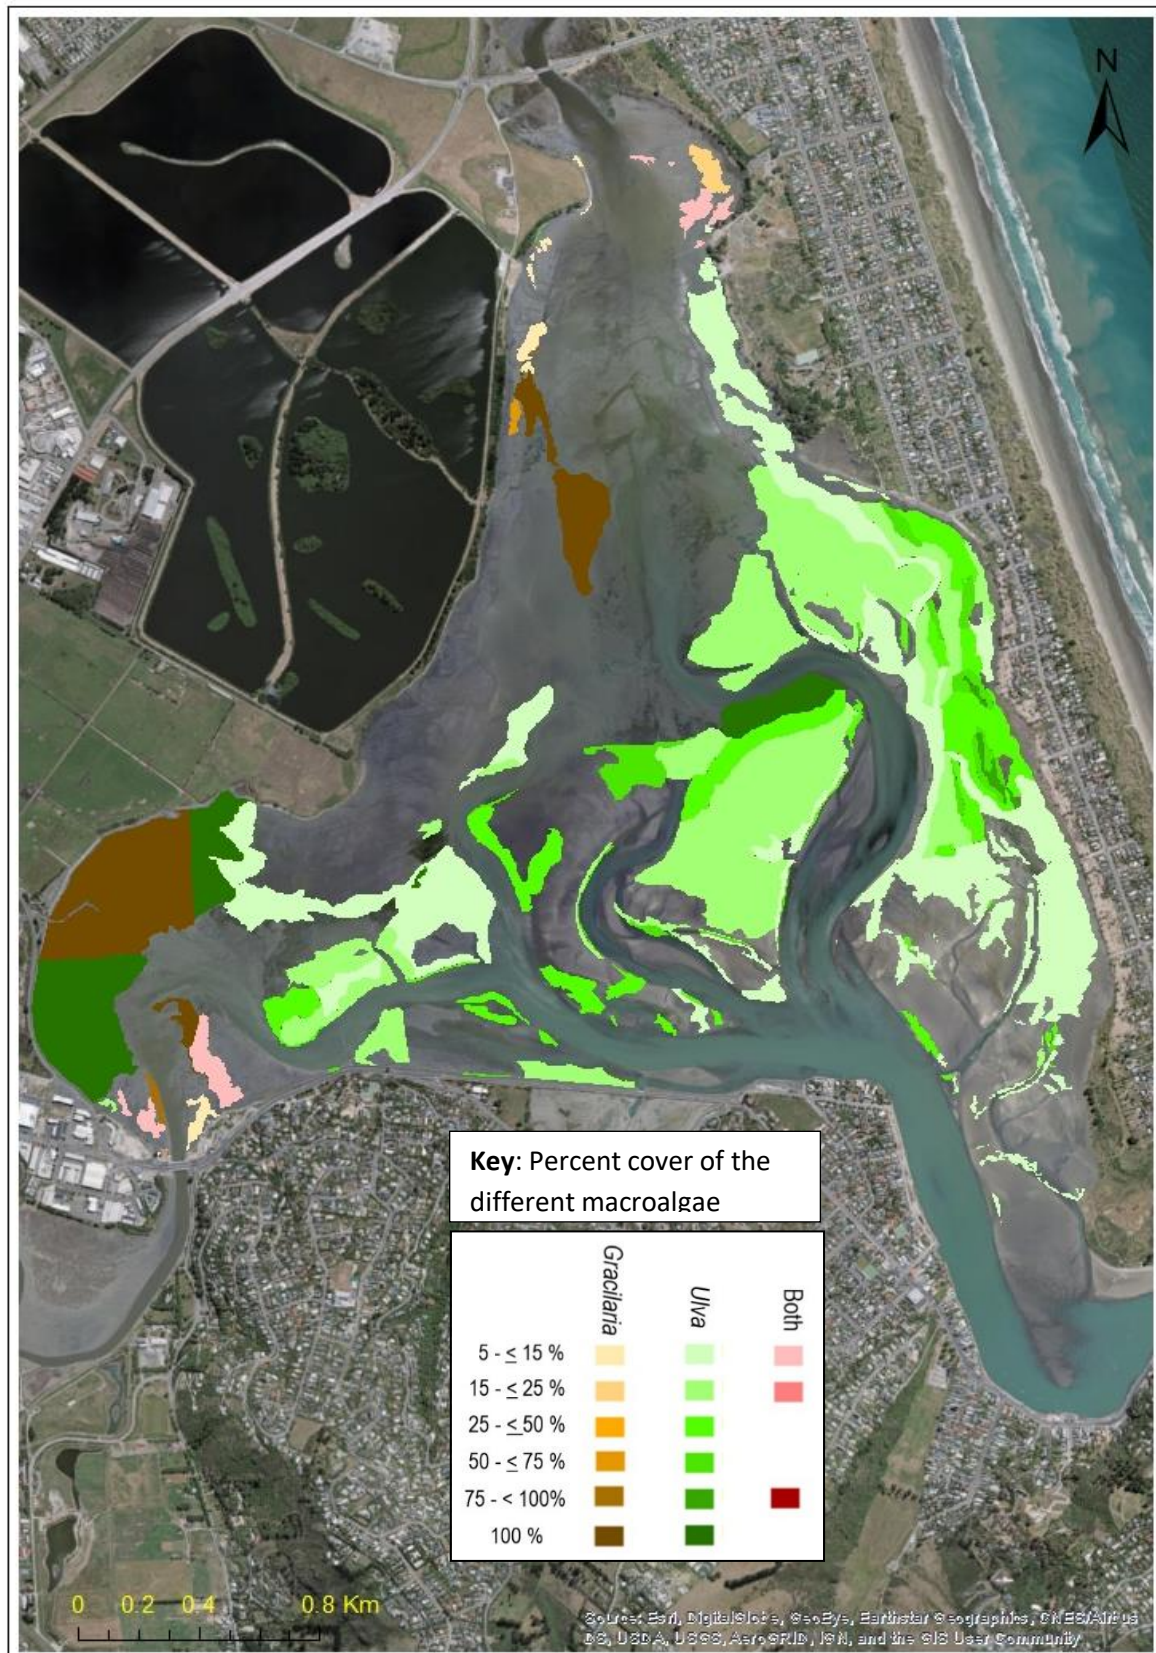 N
Key: Percent cover of the
different macroalgae
Gracilaria Ulva Both
5 - ≤ 15 %
15 - ≤ 25 %
25 - ≤ 50 %
50 - ≤ 75 %
75 - < 100%
100 %
0 0.2 0.4 0.8 Km
Source: Esri, DigitalGlobe, GeoEye, Earthstar Geographics, CNES/Airbus
DS, USDA, USGS, AeroGRID, IGN, and the GIS User Community